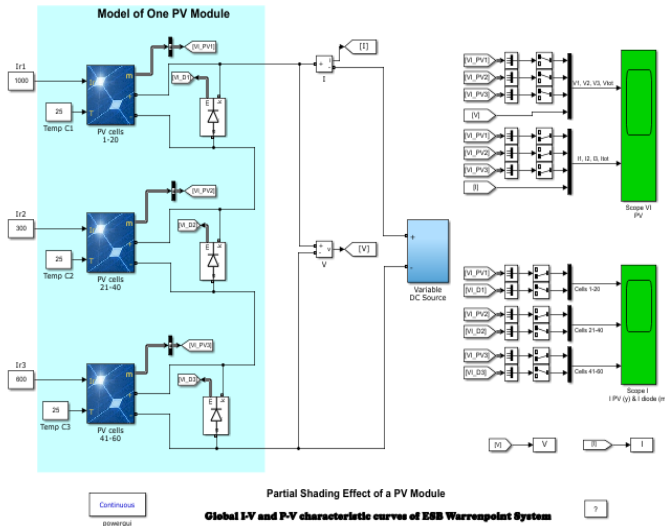 Model of One PV Module
Ir1
1000
25
Temp C1
m
PV cells
1-20
[VI_PV1]
[VI_D1]
[I]
I
Ir2
300
25
Temp C2
m
PV cells
21-40
[VI_PV2]
[VI_D2]
[V]
V
Ir3
600
25
Temp C3
m
PV cells
41-60
[VI_PV3]
[VI_D3]
+
-
Variable
DC Source
[VI_PV1]
[VI_PV2]
[VI_PV3]
[V]
V1, V2, V3, Vtot
[VI_PV1]
[VI_PV2]
[VI_PV3]
[I]
I1, I2, I3, Itot
Scope VI
PV
[VI_PV1]
[VI_D1]
Cells 1-20
[VI_PV2]
[VI_D2]
Cells 21-40
[VI_PV3]
[VI_D3]
Cells 41-60
Scope I
I PV (y) & I diode (m
[V]
V
[I]
I
Continuous
powergui
Partial Shading Effect of a PV Module
Global I-V and P-V characteristic curves of ESB Warrenpoint System
?